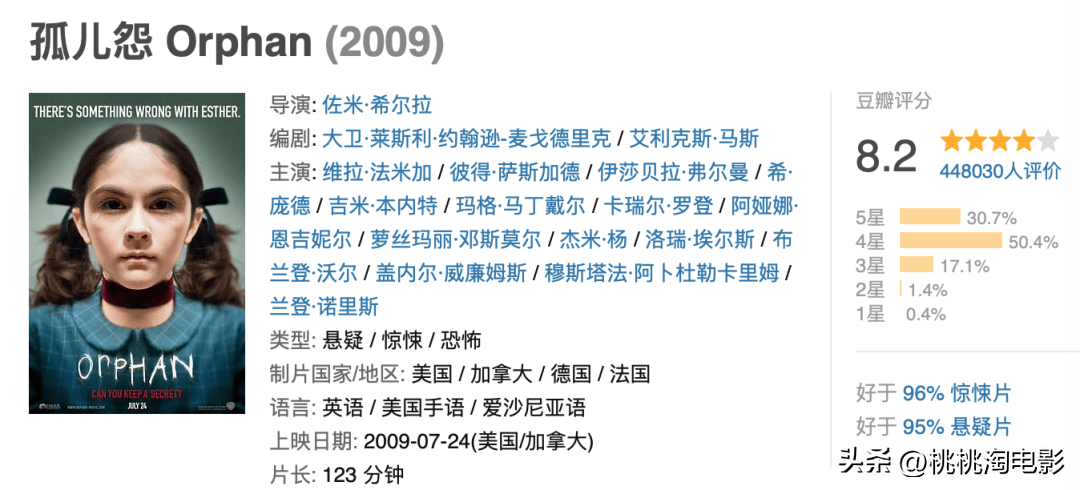 孤儿怨 Orphan (2009)
THERE'S SOMETHING WRONG WITH ESTHER.
ORPHAN
CAN YOU KEEP A SECRET?
JULY 24
导演: 佐米·希尔拉
编剧: 大卫·莱斯利·约翰逊-麦戈德里克 / 艾利克斯·马斯
主演: 维拉·法米加 / 彼得·萨斯加德 / 伊莎贝拉·弗尔曼 / 希·
庞德 / 吉米·本内特 / 玛格·马丁戴尔 / 卡瑞尔·罗登 / 阿娅娜·
恩吉妮尔 / 萝丝玛丽·邓斯莫尔 / 杰米·杨 / 洛瑞·埃尔斯 / 布
兰登·沃尔 / 盖内尔·威廉姆斯 / 穆斯塔法·阿卜杜勒卡里姆 /
兰登·诺里斯
类型: 悬疑 / 惊悚 / 恐怖
制片国家/地区: 美国 / 加拿大 / 德国 / 法国
语言: 英语 / 美国手语 / 爱沙尼亚语
上映日期: 2009-07-24(美国/加拿大)
片长: 123 分钟
豆瓣评分
8.2
448030人评价
5星 30.7%
4星 50.4%
3星 17.1%
2星 1.4%
1星 0.4%
好于 96% 惊悚片
好于 95% 悬疑片
头条 @桃桃淘电影